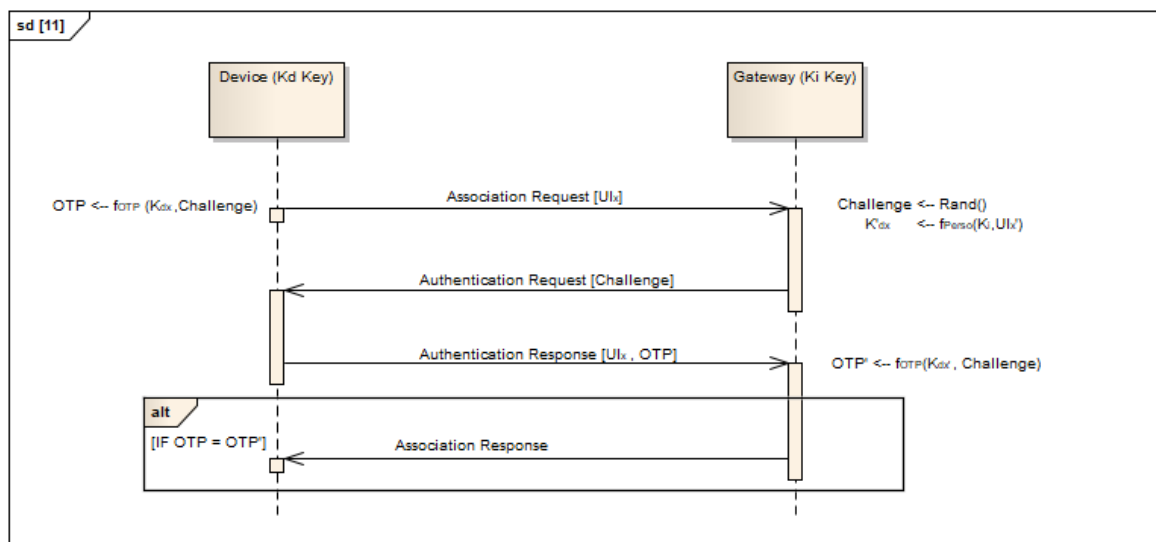 sd [11]
Device (Kd Key)
Gateway (Ki Key)
Association Request [UIx]
OTP <-- fOTP (Kdx,Challenge)
Challenge <-- Rand()
K'dx <-- fPerso(Ki,UIx')
Authentication Request [Challenge]
Authentication Response [UIx , OTP]
OTP' <-- fOTP(Kdx' , Challenge)
alt
[IF OTP = OTP']
Association Response